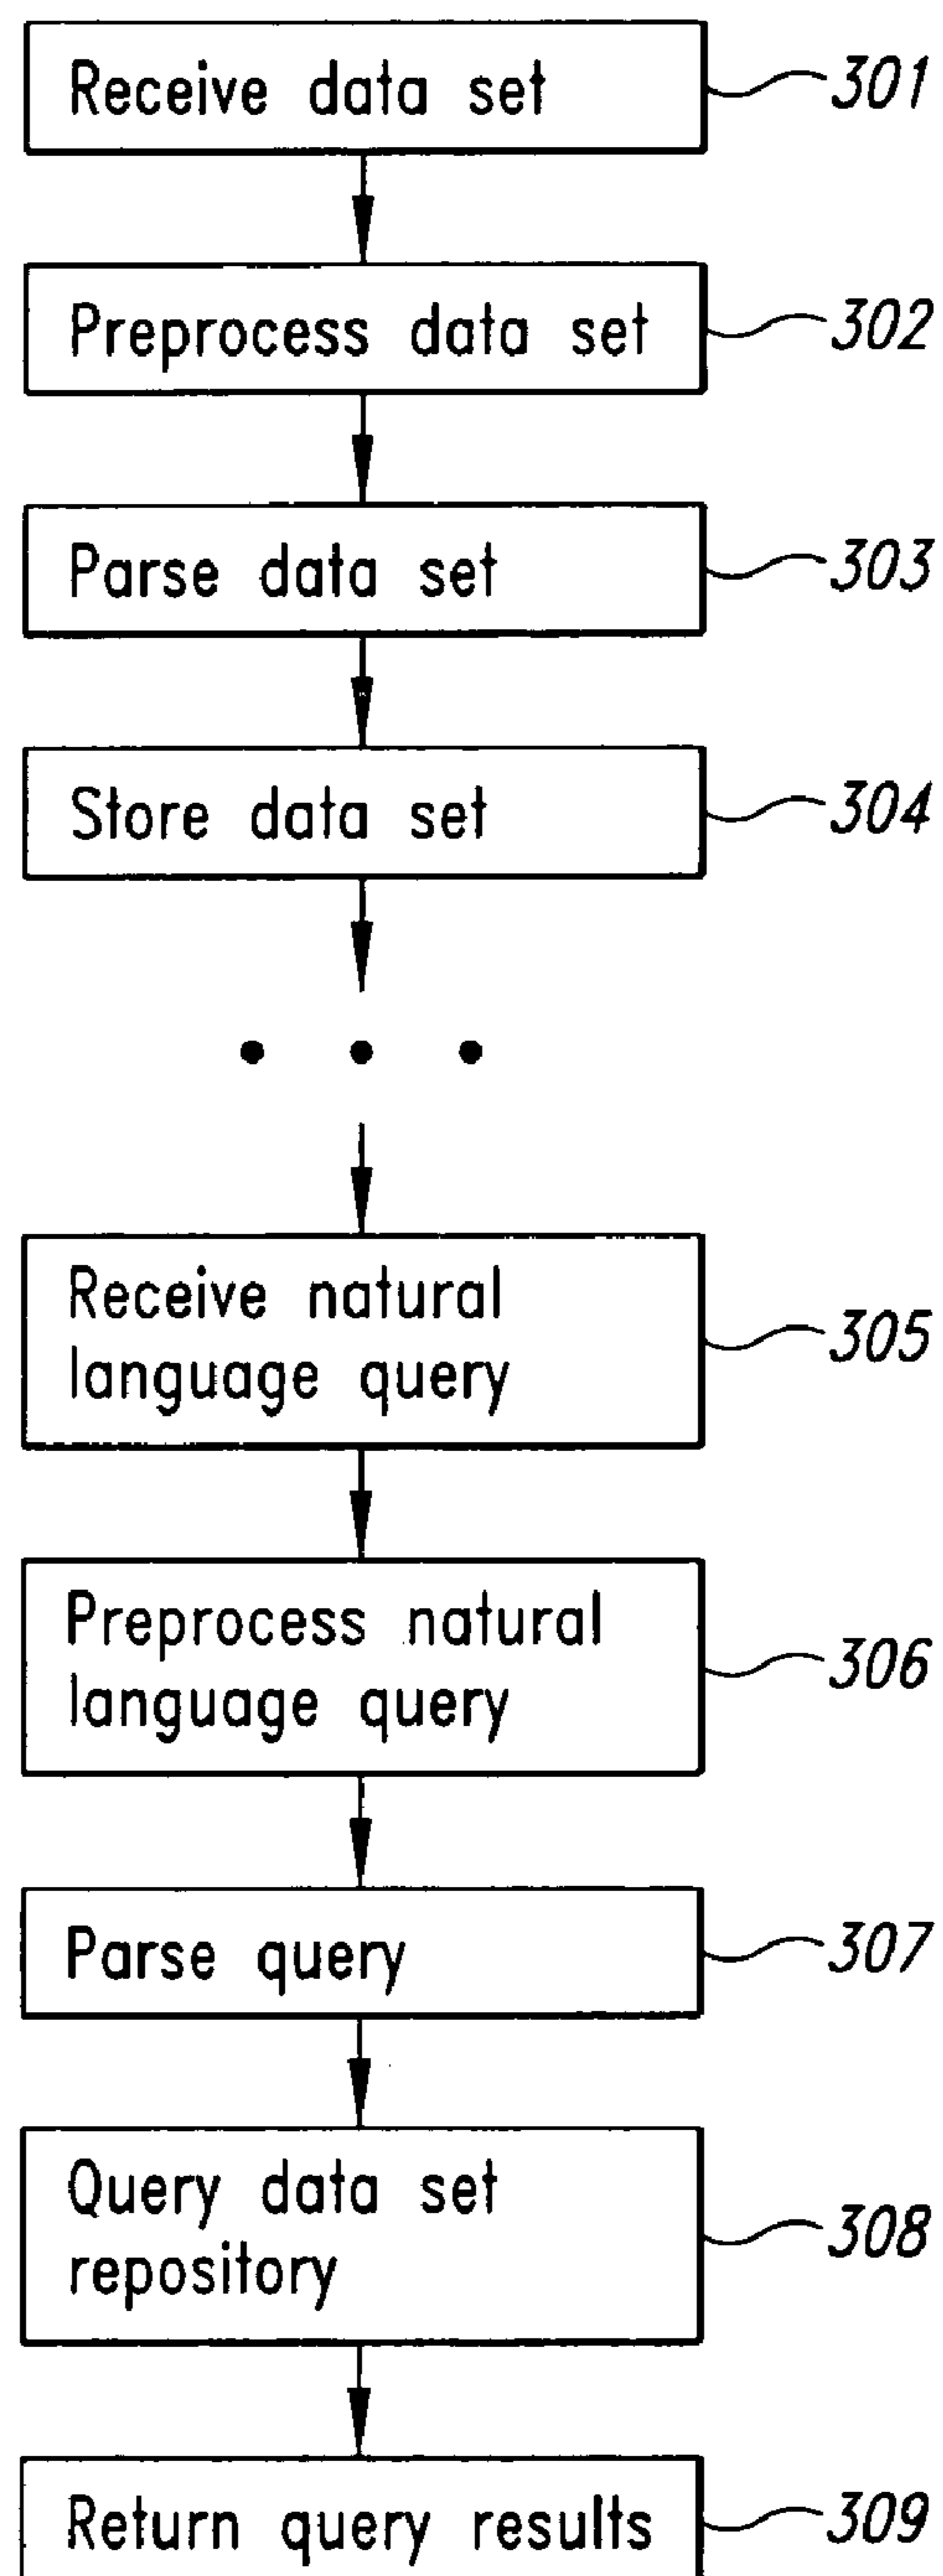 Receive data set 301
Preprocess data set 302
Parse data set 303
Store data set 304
Receive natural
language query 305
Preprocess natural
language query 306
Parse query 307
Query data set
repository 308
Return query results 309